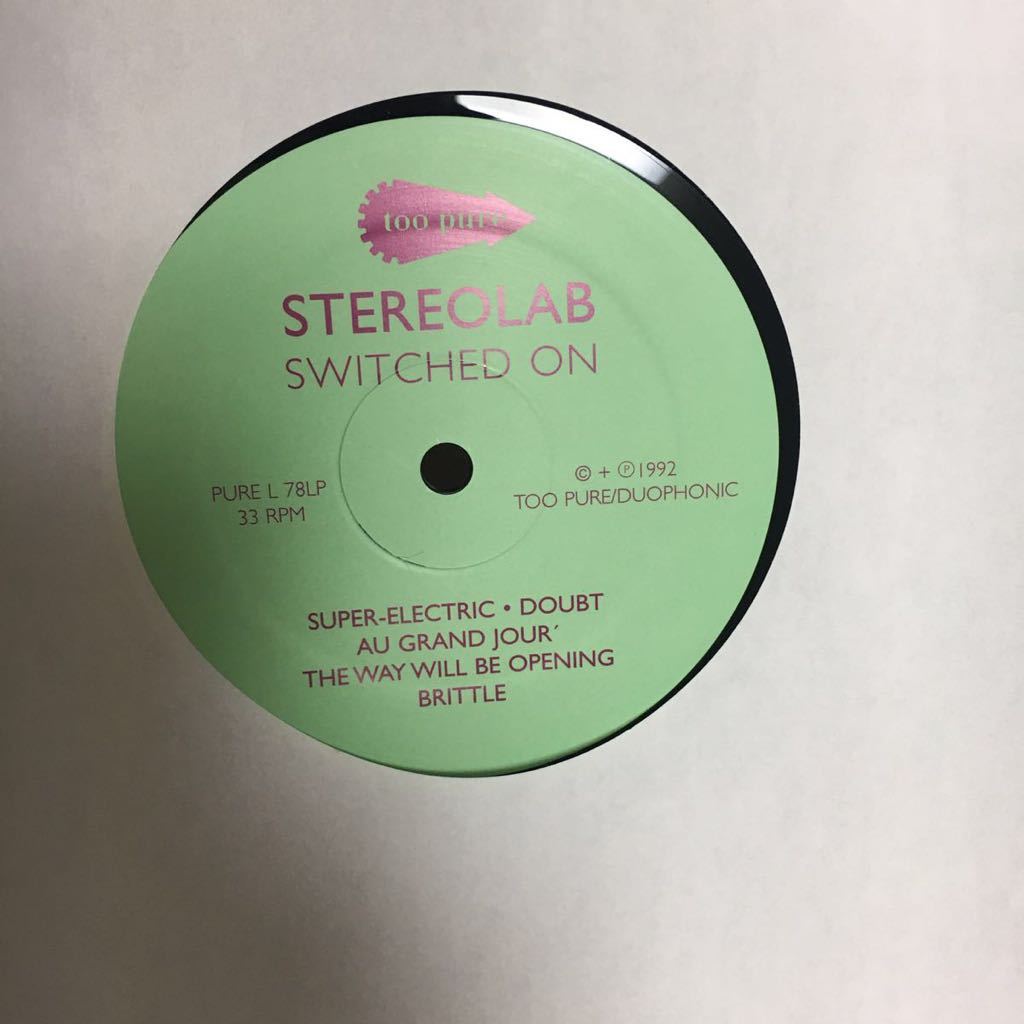 too pure
STEREOLAB
SWITCHED ON
PURE L 78LP
33 RPM
© + ℗1992
TOO PURE/DUOPHONIC
SUPER-ELECTRIC • DOUBT
AU GRAND JOUR´
THE WAY WILL BE OPENING
BRITTLE